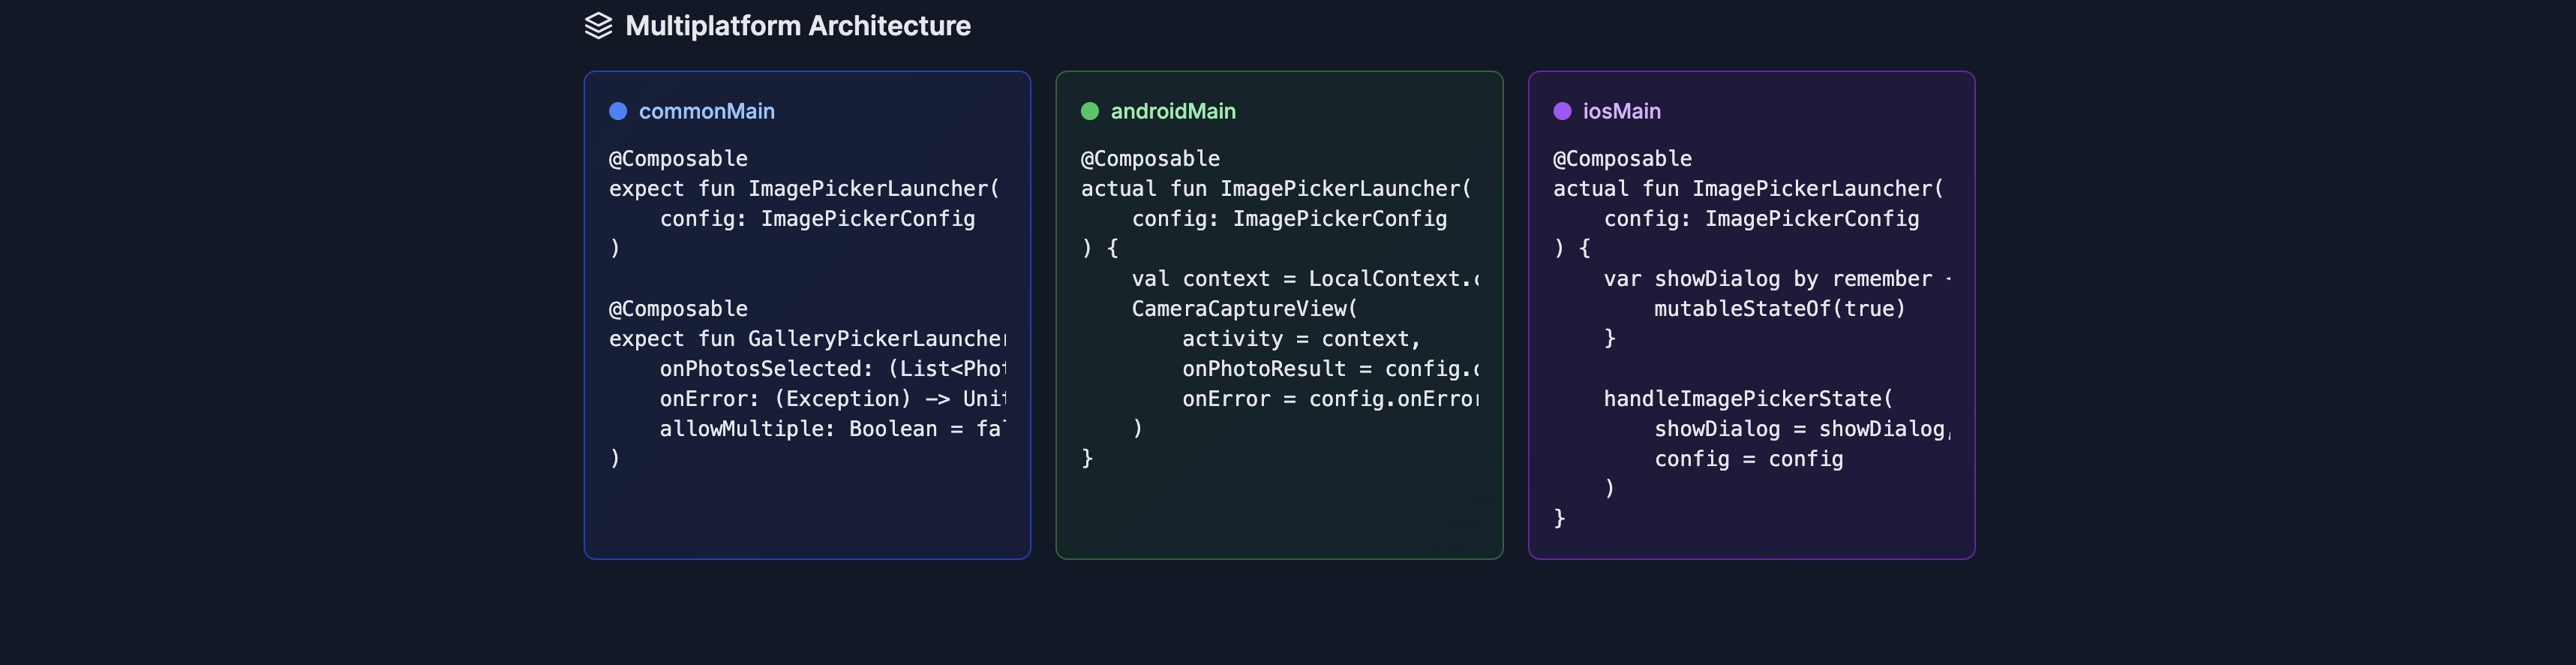 Multiplatform Architecture
commonMain
@Composable
expect fun ImagePickerLauncher(
    config: ImagePickerConfig
)

@Composable
expect fun GalleryPickerLauncher
    onPhotosSelected: (List<Phot
    onError: (Exception) -> Unit
    allowMultiple: Boolean = fal
)
androidMain
@Composable
actual fun ImagePickerLauncher(
    config: ImagePickerConfig
) {
    val context = LocalContext.c
    CameraCaptureView(
        activity = context,
        onPhotoResult = config.o
        onError = config.onError
    )
}
iosMain
@Composable
actual fun ImagePickerLauncher(
    config: ImagePickerConfig
) {
    var showDialog by remember
        mutableStateOf(true)
    }

    handleImagePickerState(
        showDialog = showDialog,
        config = config
    )
}